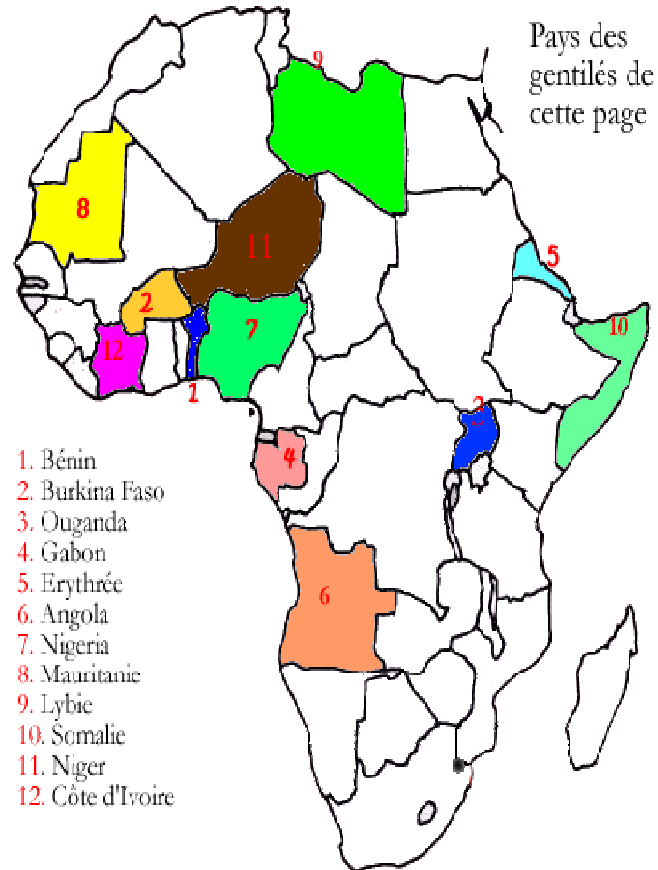 9
Pays des
gentilés de
cette page
8
11
5
2
7
10
12
1
3
4
1. Bénin
2. Burkina Faso
3. Ouganda
4. Gabon
5. Erythrée
6. Angola
6
7. Nigeria
8. Mauritanie
9. Lybie
10. Somalie
11. Niger
12. Côte d'Ivoire